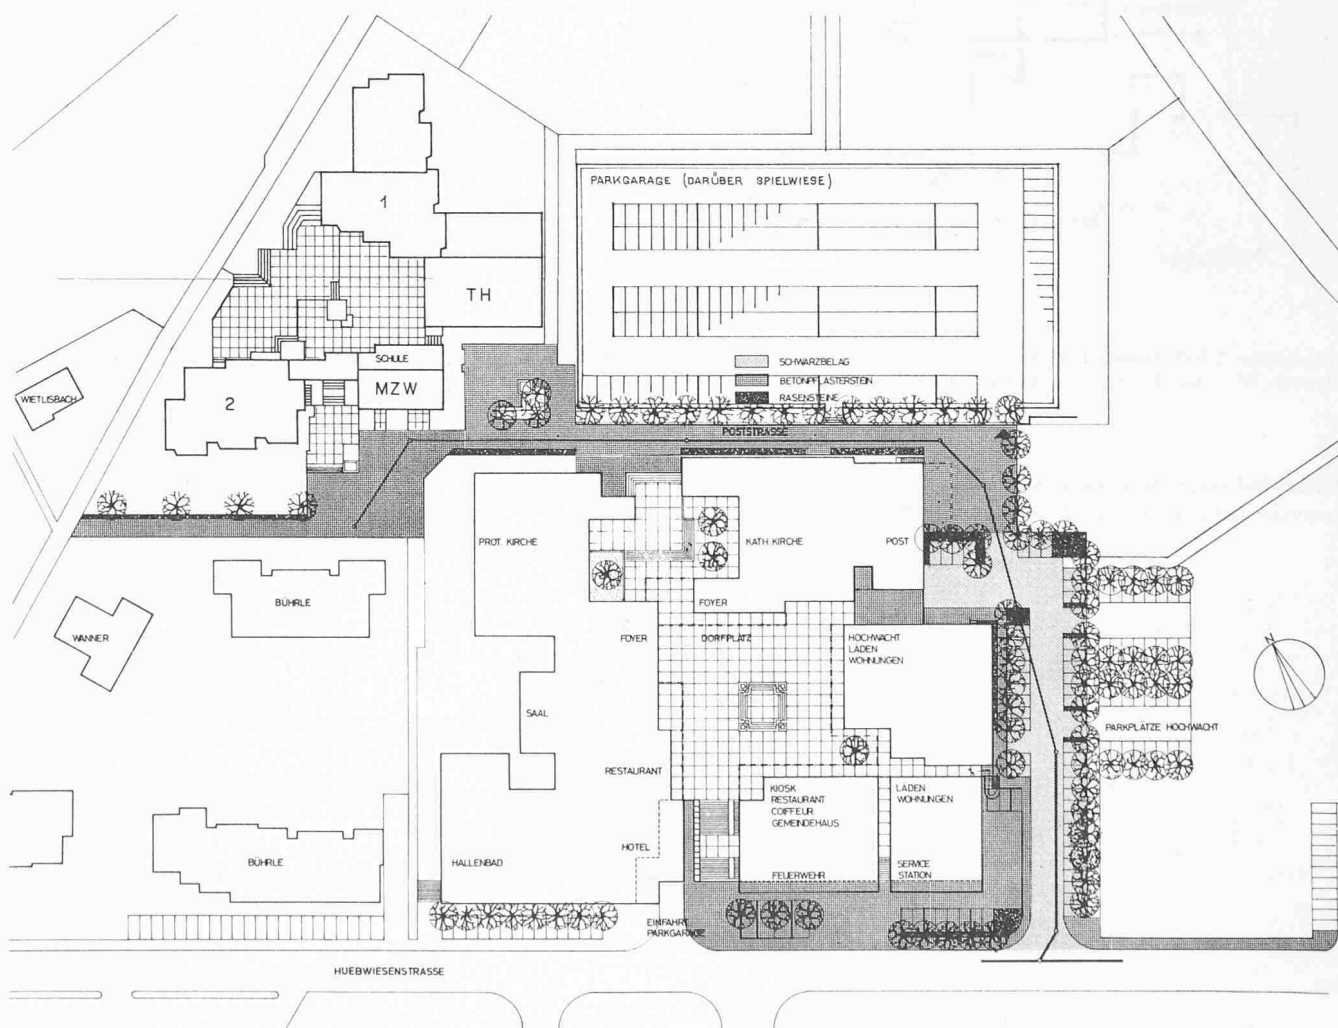 PARKGARAGE (DARÜBER SPIELWIESE)
1
TH
SCHWARZBELAG
BETONPFLASTERSTEIN
RASENSTEINE
SCHULE
MZW
WIETLISBACH
2
POSTSTRASSE
PROT. KIRCHE
KATH. KIRCHE
POST
BÜHRLE
FOYER
WANNER
FOYER
DORFPLATZ
HOCHWACHT
LADEN
WOHNUNGEN
N
SAAL
PARKPLÄTZE HOCHWACHT
RESTAURANT
KIOSK
RESTAURANT
COIFFEUR
GEMEINDEHAUS
LADEN
WOHNUNGEN
HOTEL
BÜHRLE
HALLENBAD
FEUERWEHR
SERVICE
STATION
EINFAHRT
PARKGARAGE
HUEBWIESENSTRASSE